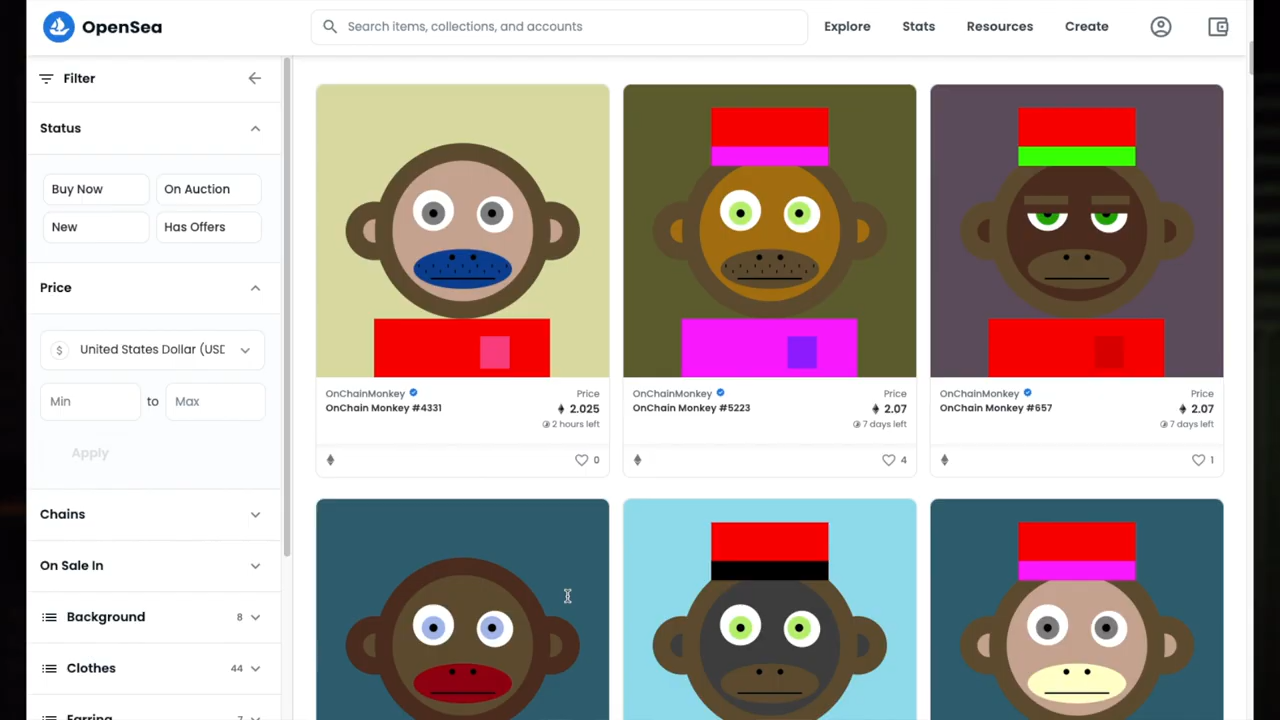 OpenSea
Search items, collections, and accounts
Explore
Stats
Resources
Create
Filter
Status
Buy Now
On Auction
New
Has Offers
Price
$ United States Dollar (USD
Min
to
Max
Apply
Chains
On Sale In
Background 8
Clothes 44
Earring 7
OnChainMonkey
Price
OnChain Monkey #4331
2.025
2 hours left
0
OnChainMonkey
Price
OnChain Monkey #5223
2.07
7 days left
4
OnChainMonkey
Price
OnChain Monkey #657
2.07
7 days left
1